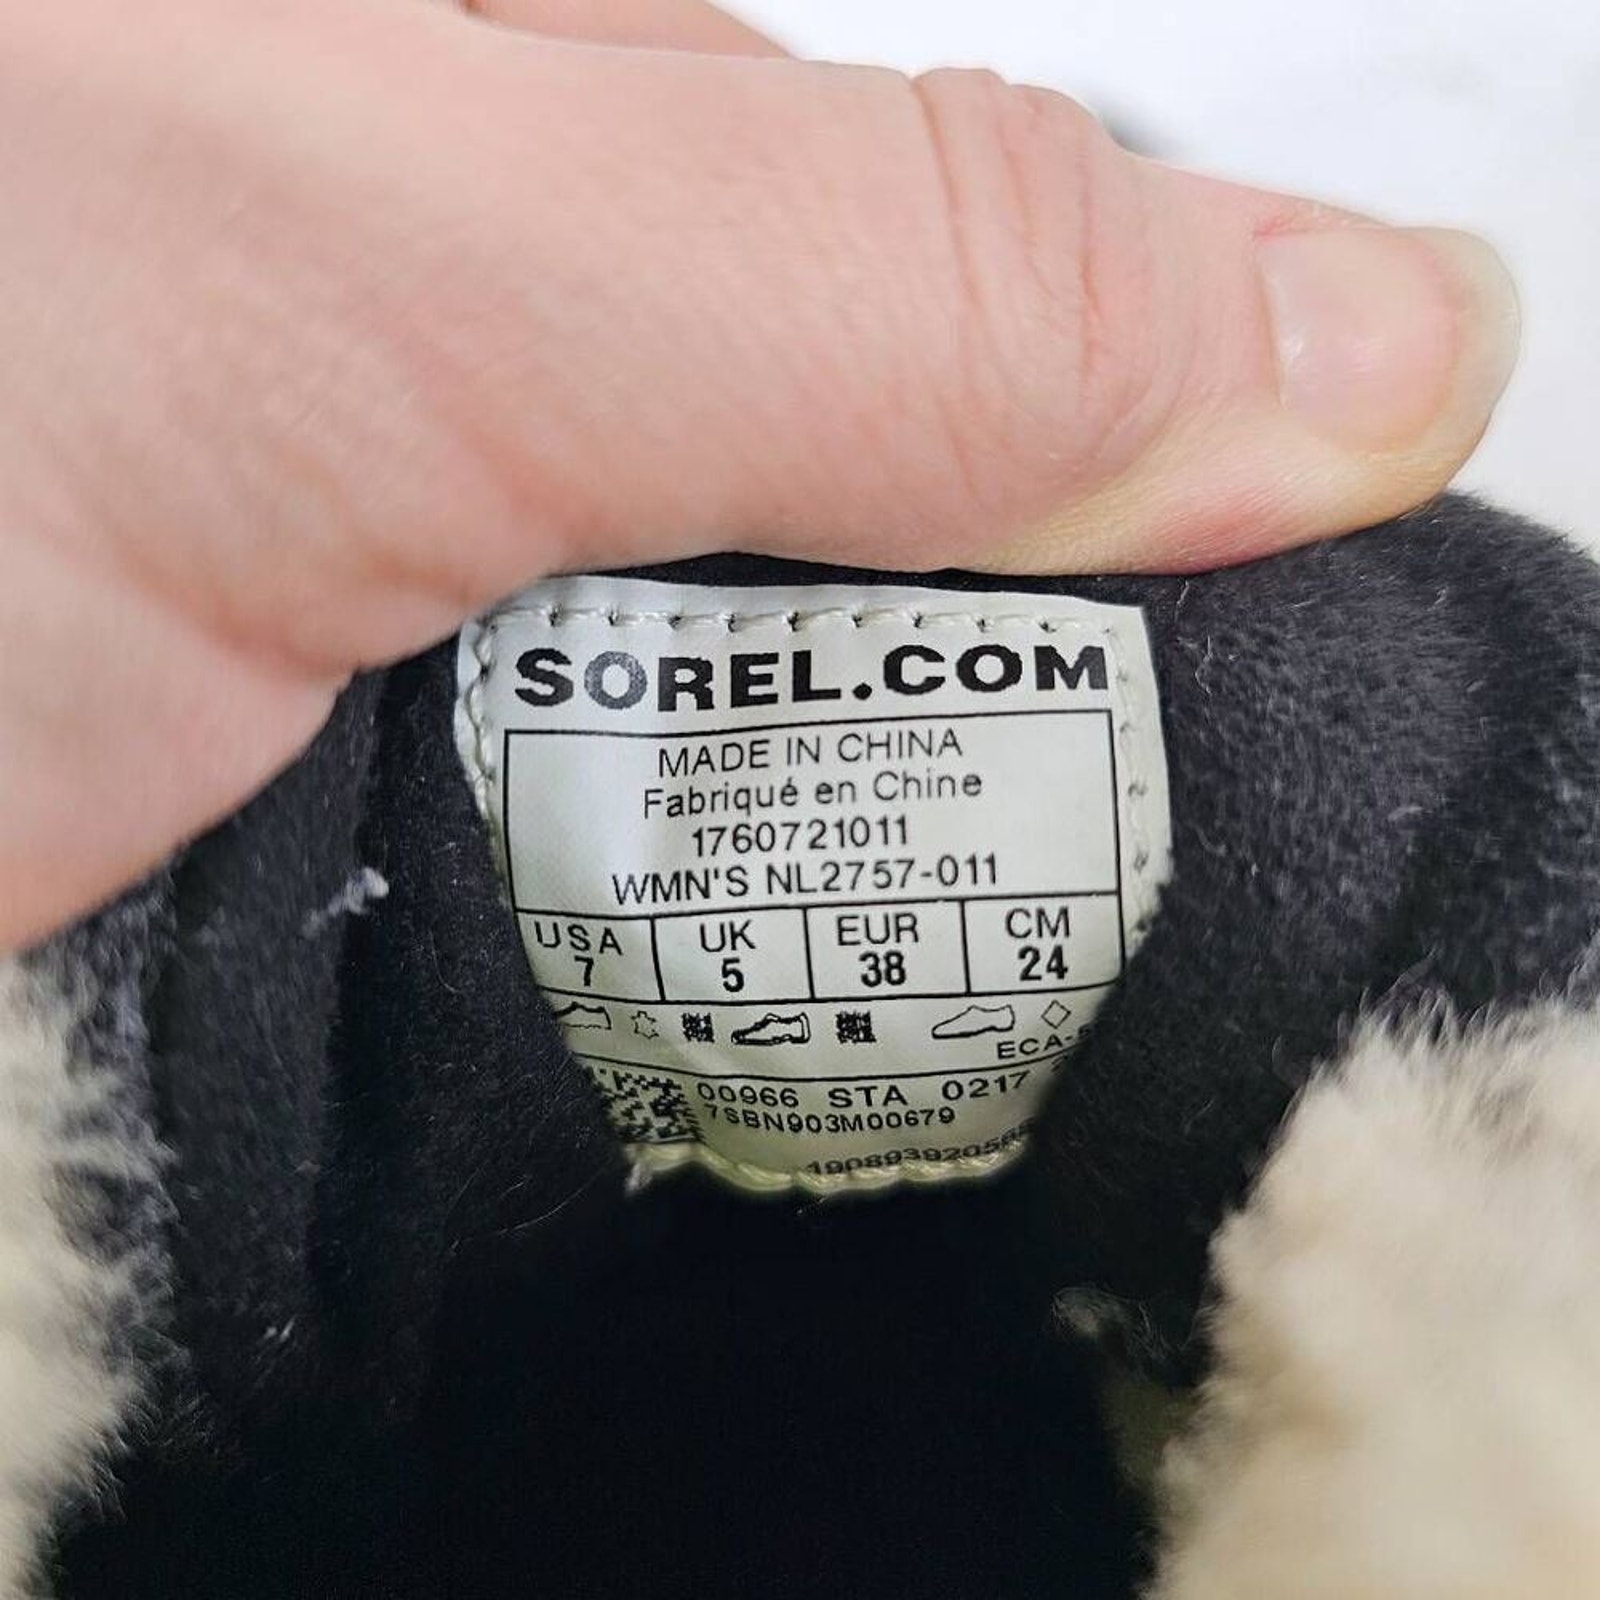 SOREL.COM
MADE IN CHINA
Fabriqué en Chine
1760721011
WMN'S NL2757-011
USA UK EUR CM
7 5 38 24
ECA-
00966 STA 0217
7SBN903M00679